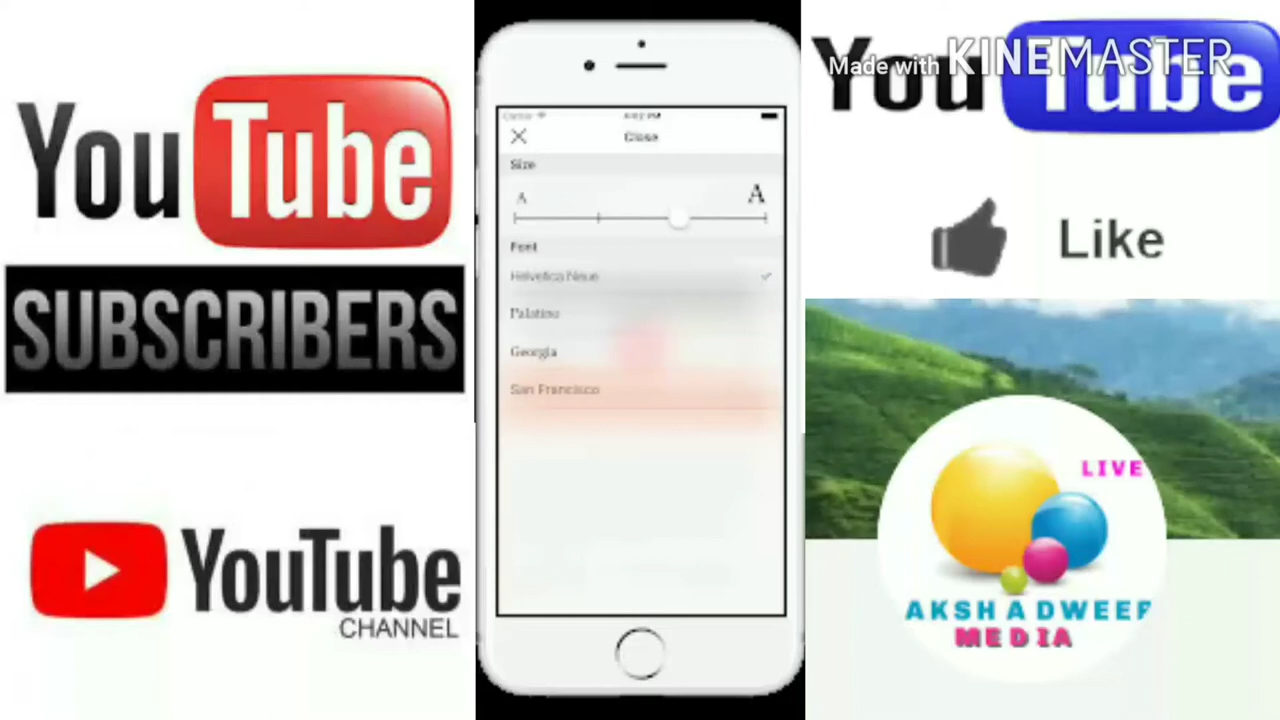 YouTube
SUBSCRIBERS
YouTube
CHANNEL
Close
Size
A A
Font
Helvetica Neue
Palatino
Georgia
San Francisco
YouTube
Made with KINEMASTER
Like
LIVE
AKSHADWEEP
MEDIA